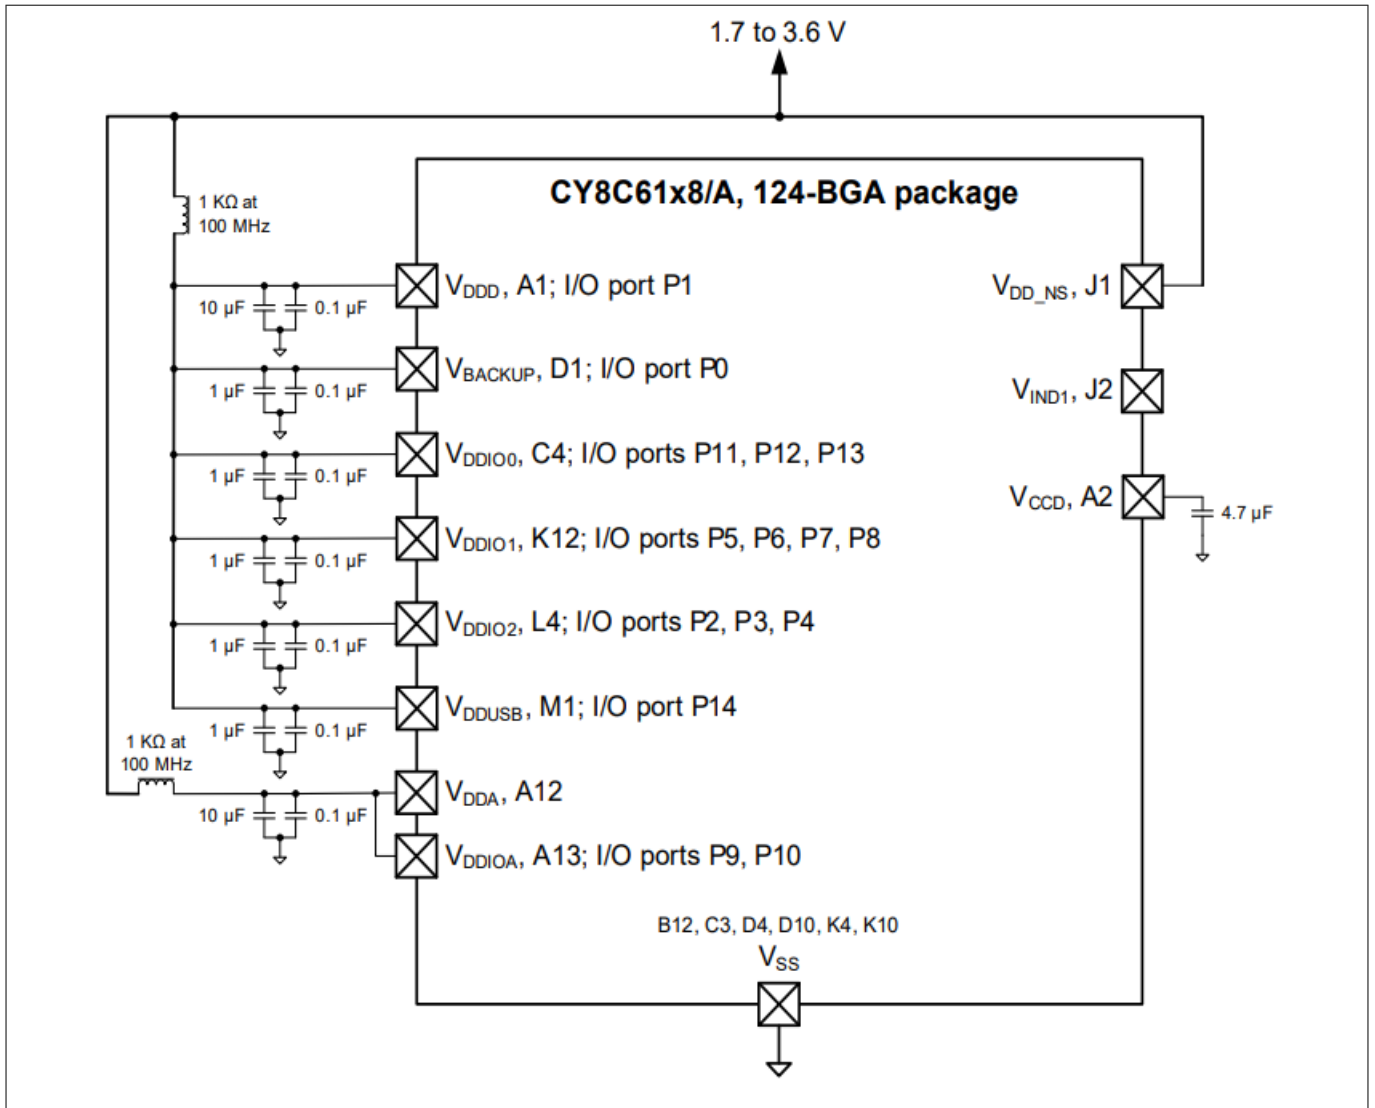 1.7 to 3.6 V
CY8C61x8/A, 124-BGA package
1 KΩ at
100 MHz
VDDD, A1; I/O port P1
10 µF
0.1 µF
VBACKUP, D1; I/O port P0
1 µF
0.1 µF
VDDIO0, C4; I/O ports P11, P12, P13
1 µF
0.1 µF
VDDIO1, K12; I/O ports P5, P6, P7, P8
1 µF
0.1 µF
VDDIO2, L4; I/O ports P2, P3, P4
1 µF
0.1 µF
VDDUSB, M1; I/O port P14
1 µF
0.1 µF
1 KΩ at
100 MHz
VDDA, A12
10 µF
0.1 µF
VDDIOA, A13; I/O ports P9, P10
VDD_NS, J1
VIND1, J2
VCCD, A2
4.7 µF
B12, C3, D4, D10, K4, K10
VSS